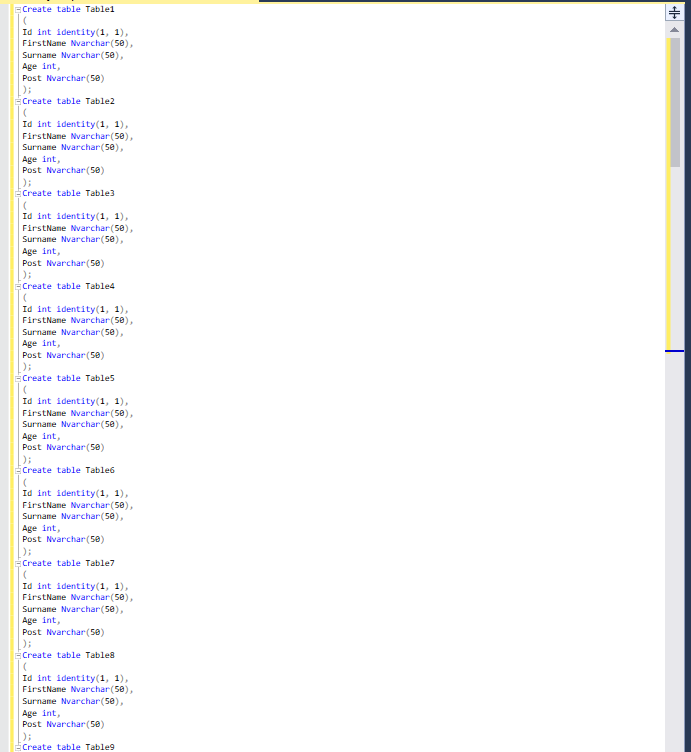 Create table Table1
(
Id int identity(1, 1),
FirstName Nvarchar(50),
Surname Nvarchar(50),
Age int,
Post Nvarchar(50)
);
Create table Table2
(
Id int identity(1, 1),
FirstName Nvarchar(50),
Surname Nvarchar(50),
Age int,
Post Nvarchar(50)
);
Create table Table3
(
Id int identity(1, 1),
FirstName Nvarchar(50),
Surname Nvarchar(50),
Age int,
Post Nvarchar(50)
);
Create table Table4
(
Id int identity(1, 1),
FirstName Nvarchar(50),
Surname Nvarchar(50),
Age int,
Post Nvarchar(50)
);
Create table Table5
(
Id int identity(1, 1),
FirstName Nvarchar(50),
Surname Nvarchar(50),
Age int,
Post Nvarchar(50)
);
Create table Table6
(
Id int identity(1, 1),
FirstName Nvarchar(50),
Surname Nvarchar(50),
Age int,
Post Nvarchar(50)
);
Create table Table7
(
Id int identity(1, 1),
FirstName Nvarchar(50),
Surname Nvarchar(50),
Age int,
Post Nvarchar(50)
);
Create table Table8
(
Id int identity(1, 1),
FirstName Nvarchar(50),
Surname Nvarchar(50),
Age int,
Post Nvarchar(50)
);
Create table Table9